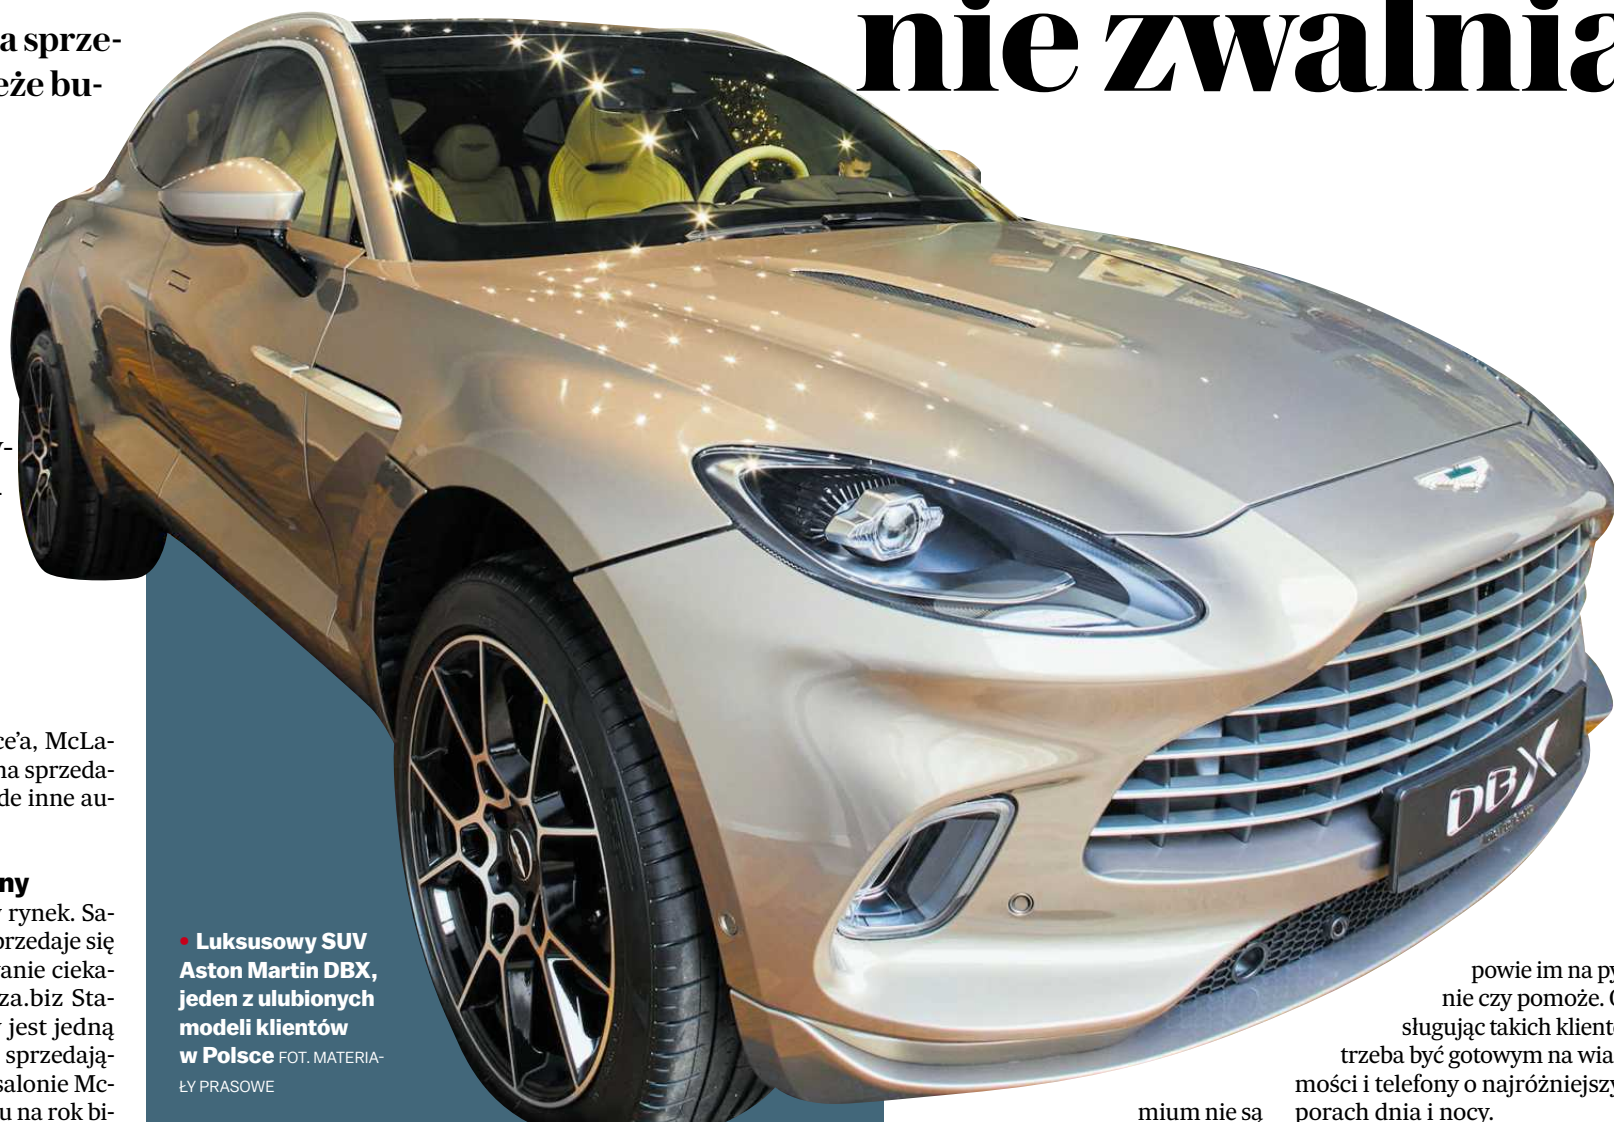 nie zwalnia
a sprze-
eże bu-
y-
ce'a, McLa-
na sprzeda-
de inne au-
ny
y rynek. Sa-
przedaje się
vanie cieka-
za.biz Sta-
y jest jedną
sprzedają-
salonie Mc-
u na rok bi-
• Luksusowy SUV
Aston Martin DBX,
jeden z ulubionych
modeli klientów
w Polsce FOT. MATERIA-
ŁY PRASOWE
DBX
mium nie są
powie im na py
nie czy pomoże. O
sługując takich kliento
trzeba być gotowym na wia
mości i telefony o najróżniejszy
porach dnia i nocy.